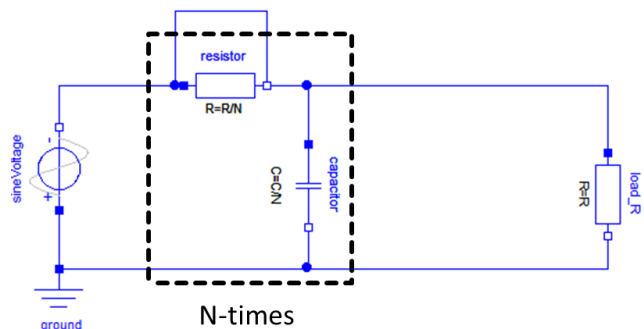 resistor
R=R/N
-
sineVoltage
+
C=C/N
capacitor
R=R
load_R
ground
N-times